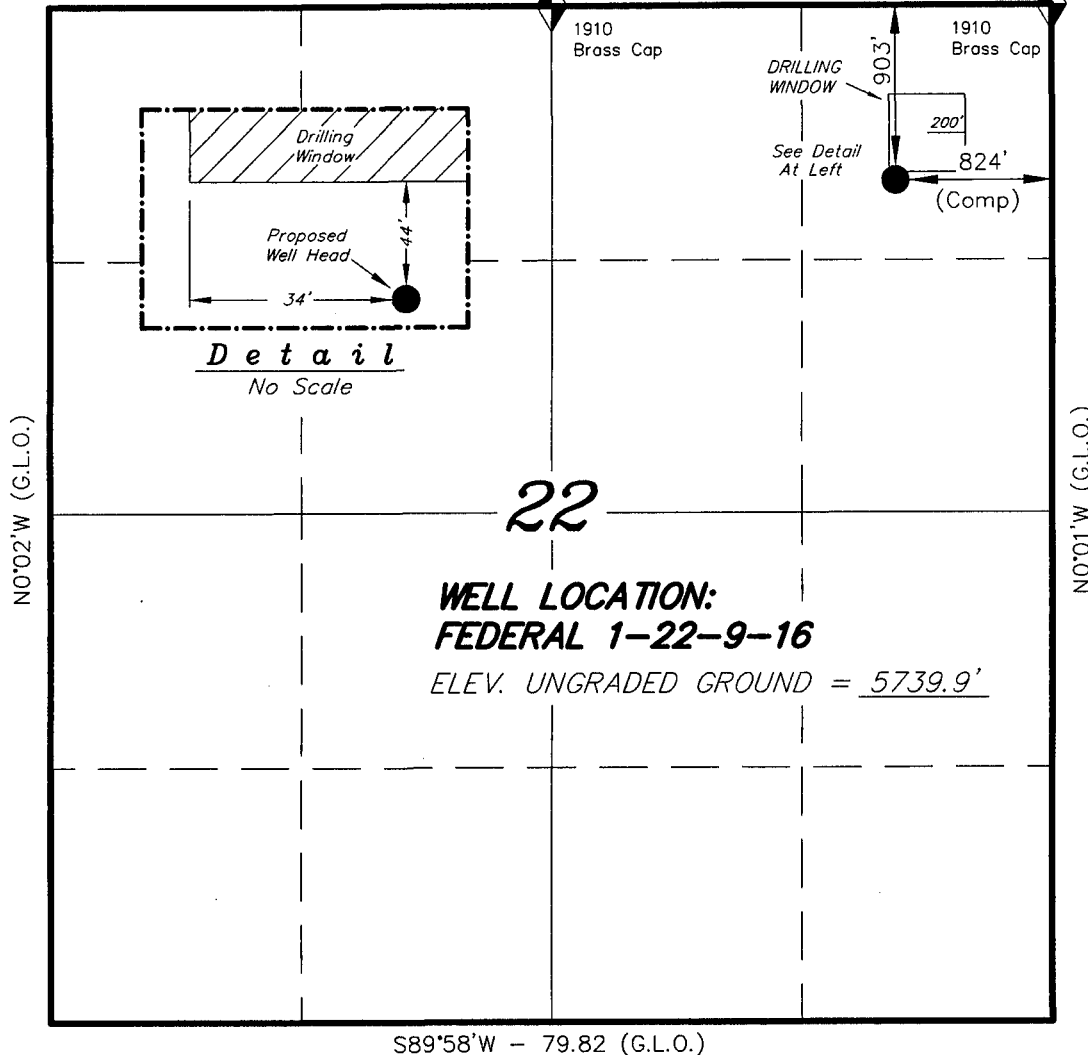 1910
Brass Cap
1910
Brass Cap
903'
DRILLING
WINDOW
200'
See Detail
At Left
824'
(Comp)
Drilling
Window
44'
Proposed
Well Head
34'
Detail
No Scale
N0°02'W (G.L.O.)
N0°01'W (G.L.O.)
22
WELL LOCATION:
FEDERAL 1-22-9-16
ELEV. UNGRADED GROUND = 5739.9'
S89°58'W - 79.82 (G.L.O.)